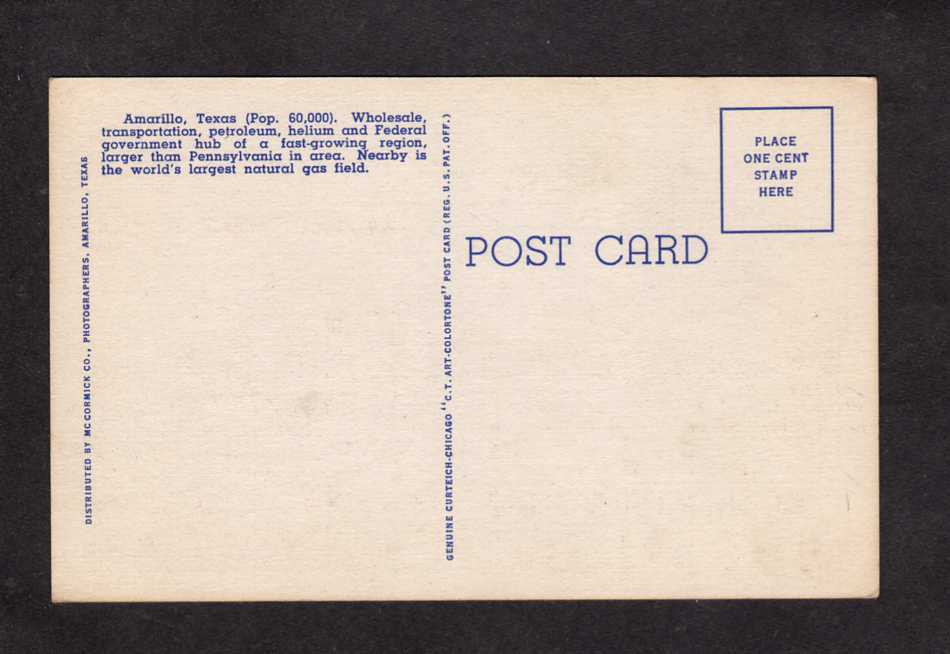 Amarillo, Texas (Pop. 60,000). Wholesale,
transportation, petroleum, helium and Federal
government hub of a fast-growing region,
larger than Pennsylvania in area. Nearby is
the world's largest natural gas field.
DISTRIBUTED BY MC CORMICK CO., PHOTOGRAPHERS, AMARILLO, TEXAS
GENUINE CURTEICH-CHICAGO "C.T. ART-COLORTONE" POST CARD (REG. U.S. PAT. OFF.)
POST CARD
PLACE
ONE CENT
STAMP
HERE